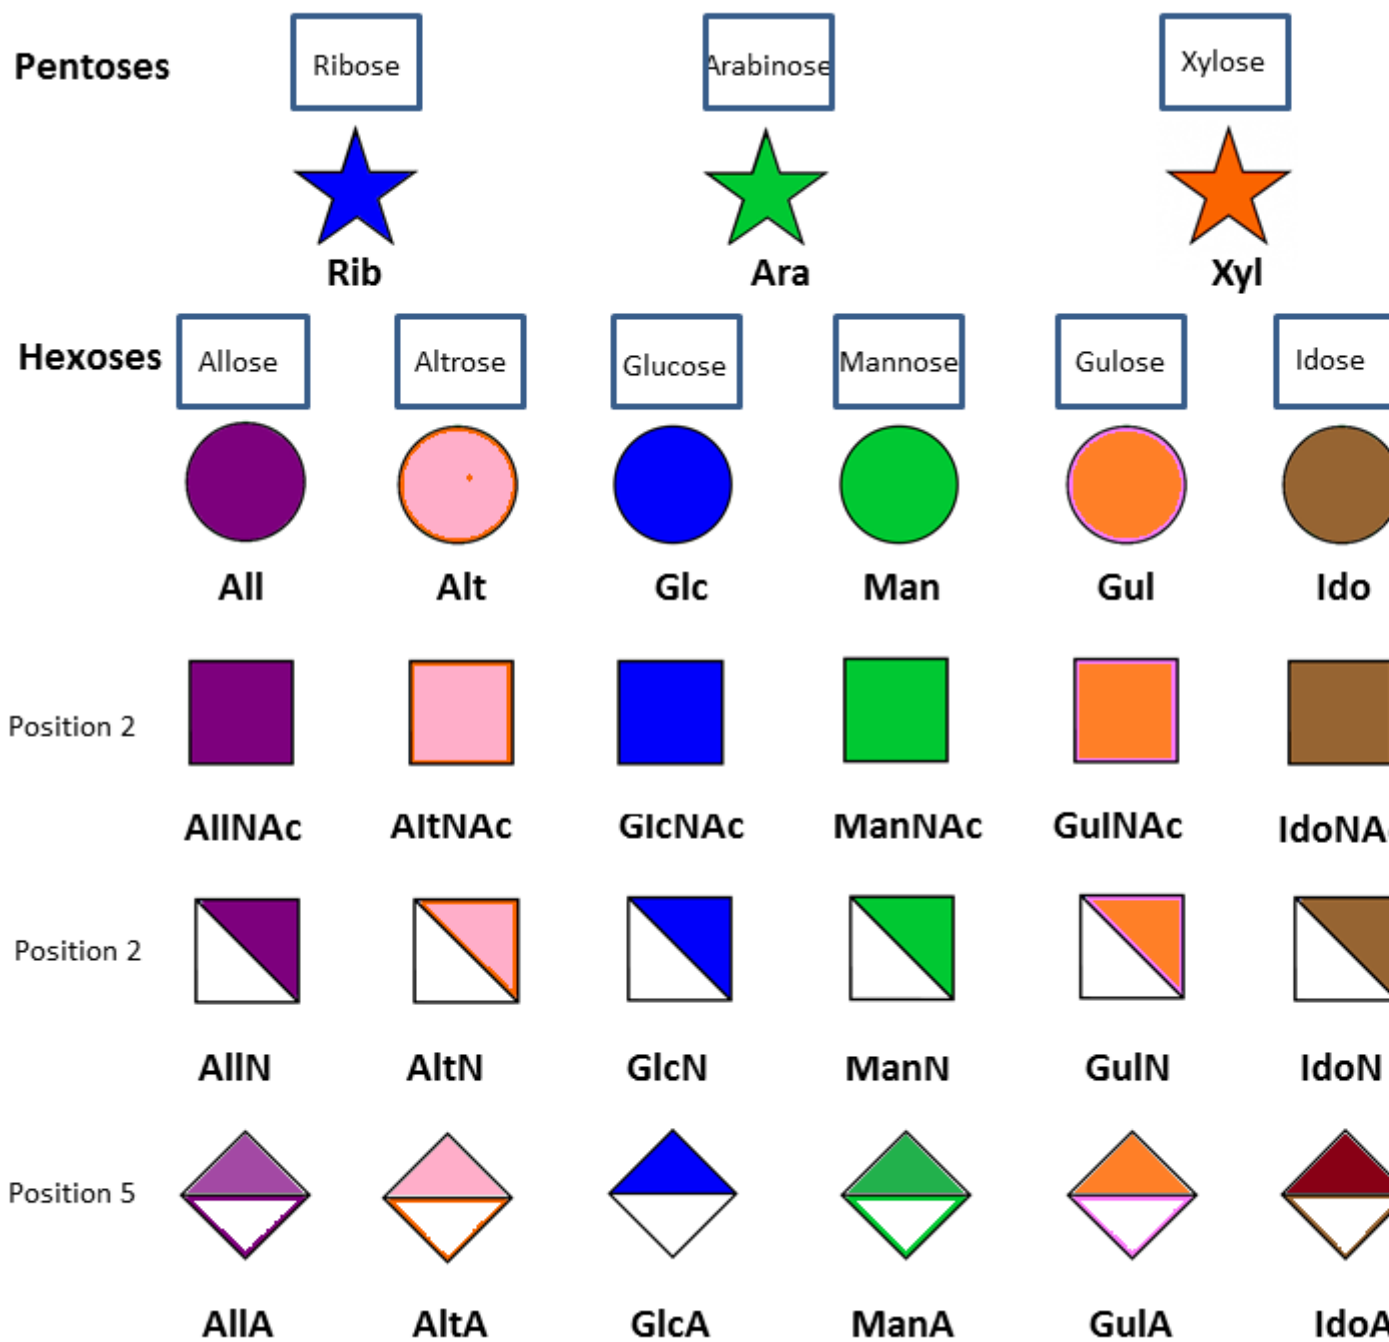 Pentoses
Ribose
Arabinose
Xylose
Rib
Ara
Xyl
Hexoses
Allose
Altrose
Glucose
Mannose
Gulose
Idose
All
Alt
Glc
Man
Gul
Ido
Position 2
AllNAc
AltNAc
GlcNAc
ManNAc
GulNAc
IdoNAc
Position 2
AllN
AltN
GlcN
ManN
GulN
IdoN
Position 5
AllA
AltA
GlcA
ManA
GulA
IdoA